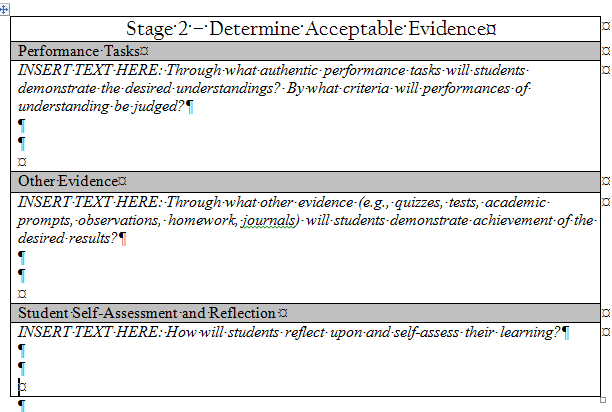 Stage 2 – Determine Acceptable Evidence
Performance Tasks
INSERT TEXT HERE: Through what authentic performance tasks will students
demonstrate the desired understandings? By what criteria will performances of
understanding be judged?
Other Evidence
INSERT TEXT HERE: Through what other evidence (e.g., quizzes, tests, academic
prompts, observations, homework, journals) will students demonstrate achievement of the
desired results?
Student Self-Assessment and Reflection
INSERT TEXT HERE: How will students reflect upon and self-assess their learning?